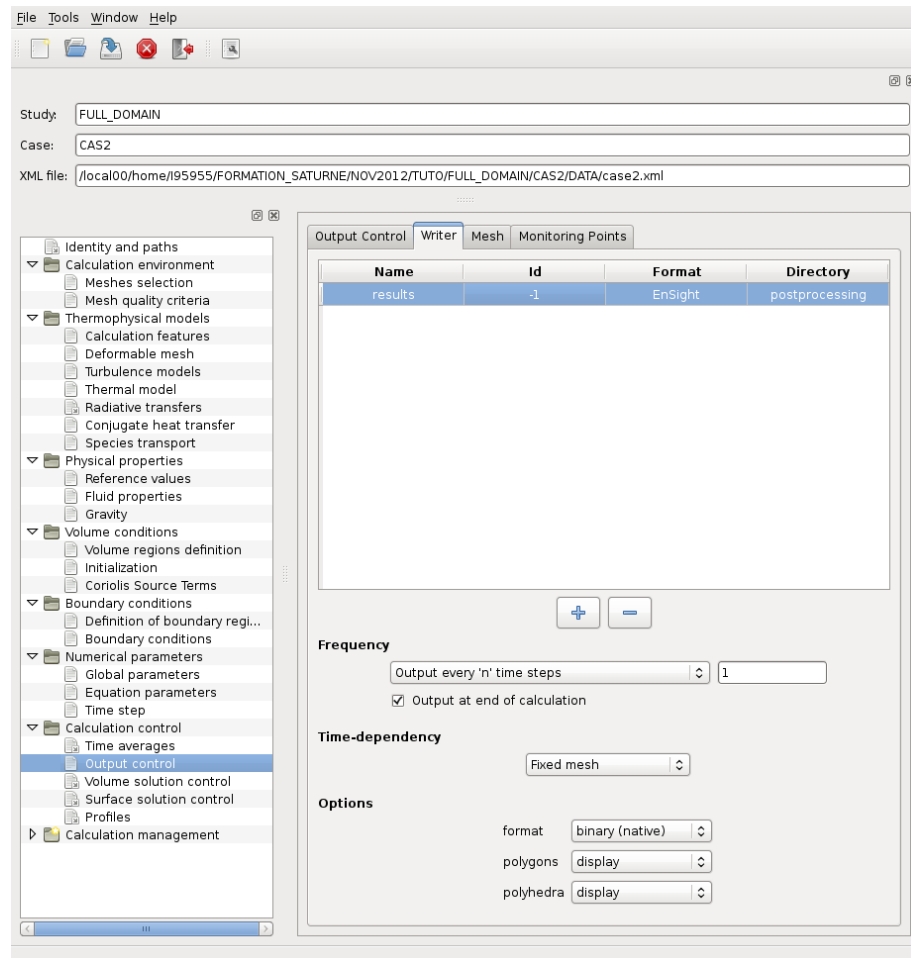 File Tools Window Help
Study: FULL_DOMAIN
Case: CAS2
XML file: /local00/home/I95955/FORMATION_SATURNE/NOV2012/TUTO/FULL_DOMAIN/CAS2/DATA/case2.xml
Identity and paths
Calculation environment
Meshes selection
Mesh quality criteria
Thermophysical models
Calculation features
Deformable mesh
Turbulence models
Thermal model
Radiative transfers
Conjugate heat transfer
Species transport
Physical properties
Reference values
Fluid properties
Gravity
Volume conditions
Volume regions definition
Initialization
Coriolis Source Terms
Boundary conditions
Definition of boundary regi...
Boundary conditions
Numerical parameters
Global parameters
Equation parameters
Time step
Calculation control
Time averages
Output control
Volume solution control
Surface solution control
Profiles
Calculation management
Output Control Writer Mesh Monitoring Points
Name Id Format Directory
results -1 EnSight postprocessing
Frequency
Output every 'n' time steps 1
Output at end of calculation
Time-dependency
Fixed mesh
Options
format binary (native)
polygons display
polyhedra display